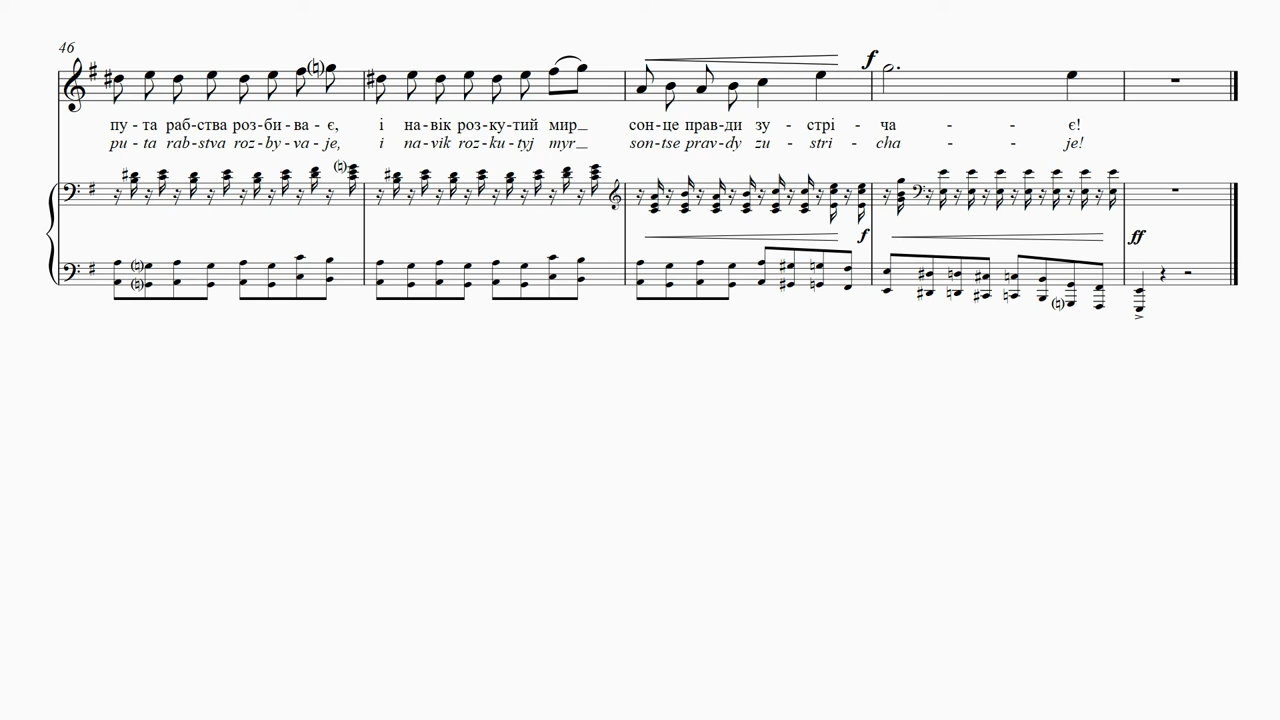 46
f
пу - та раб-ства роз-би-ва-є, і на-вік роз-ку-тий мир_ сон-це прав-ди зу - стрі - ча - - є!
pu - ta rab-stva roz-by-va-je, i na-vik roz-ku-tyj myr_ son-tse prav-dy zu - stri - cha - - je!
f ff